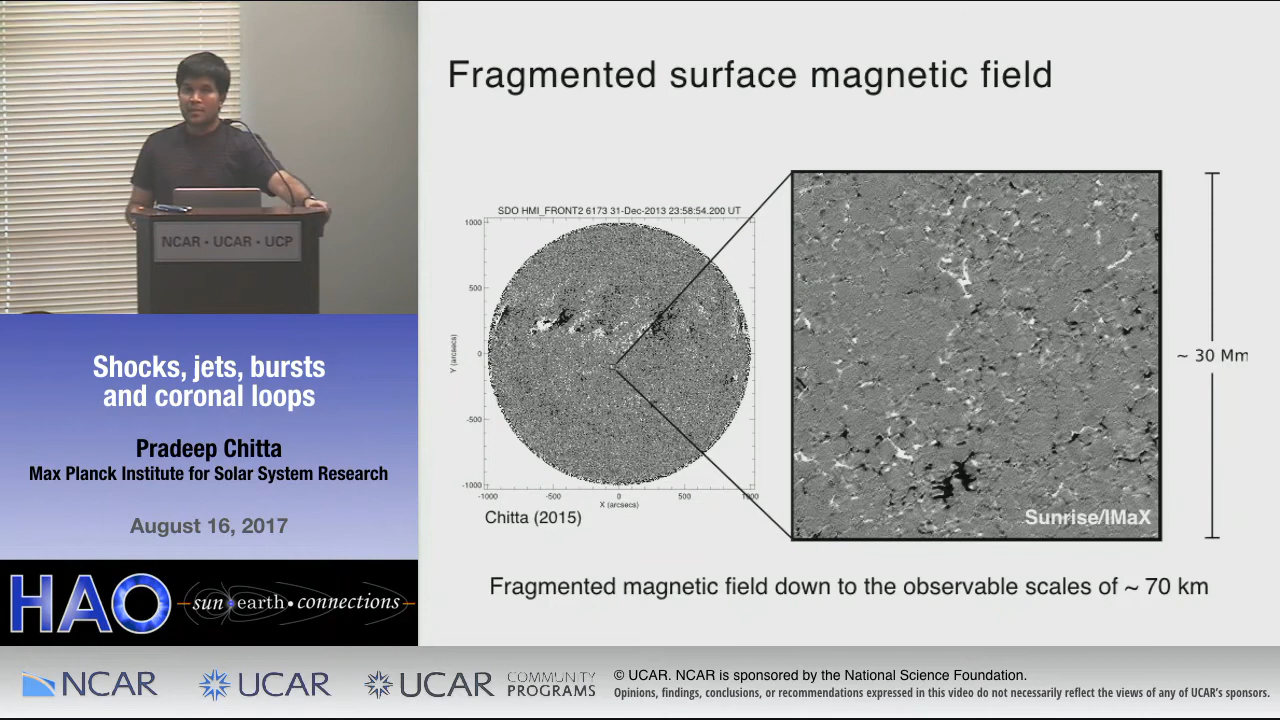 NCAR • UCAR • UCP
Shocks, jets, bursts
and coronal loops
Pradeep Chitta
Max Planck Institute for Solar System Research
August 16, 2017
HAO
sun earth • connections
Fragmented surface magnetic field
SDO HMI_FRONT2 6173 31-Dec-2013 23:58:54.200 UT
1000
500
0
-500
-1000
Y (arcsecs)
-1000 -500 0 500 1000
X (arcsecs)
Chitta (2015)
Sunrise/IMaX
~ 30 Mm
Fragmented magnetic field down to the observable scales of ~ 70 km
NCAR
UCAR
UCAR
COMMUNITY
PROGRAMS
© UCAR. NCAR is sponsored by the National Science Foundation.
Opinions, findings, conclusions, or recommendations expressed in this video do not necessarily reflect the views of any of UCAR's sponsors.